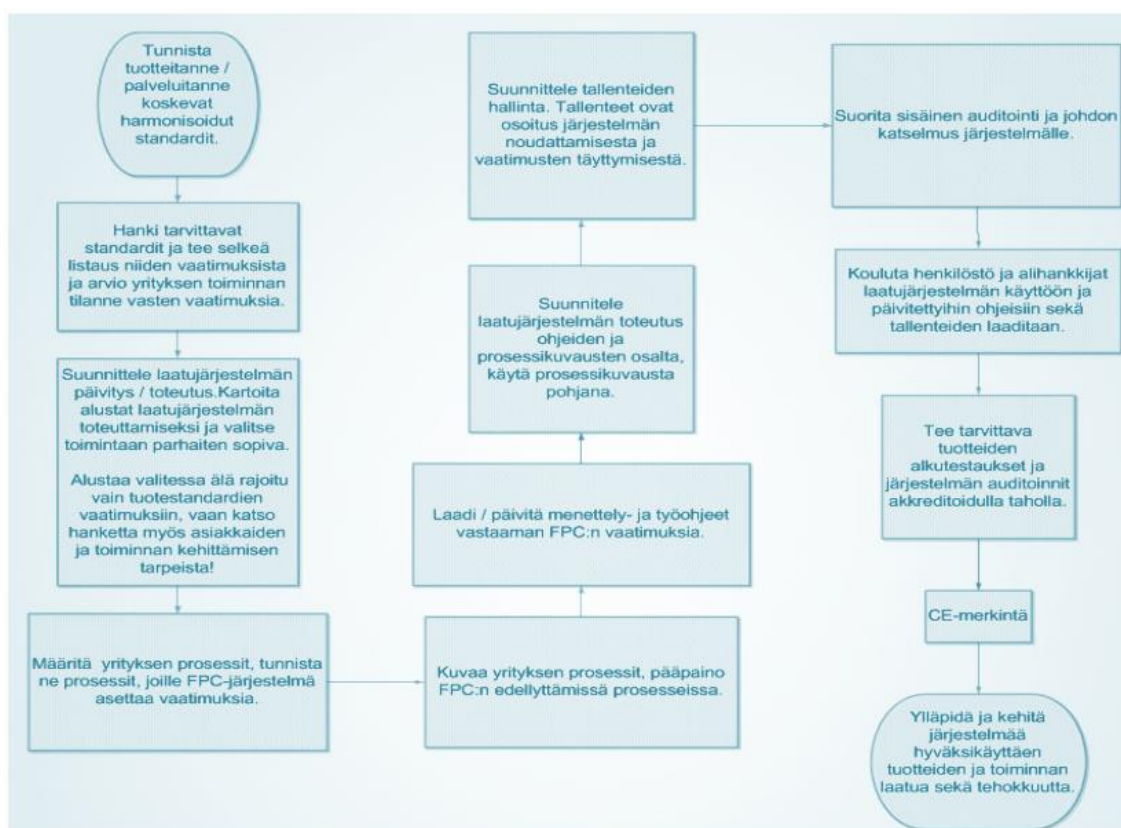 Tunnista
tuotteitanne /
palveluitanne
koskevat
harmonisoidut
standardit.
Hanki tarvittavat
standardit ja tee selkeä
listaus niiden vaatimuksista
ja arvio yrityksen toiminnan
tilanne vasten vaatimuksia.
Suunnittele laatujärjestelmän
päivitys / toteutus.Kartoita
alustat laatujärjestelmän
toteuttamiseksi ja valitse
toimintaan parhaiten sopiva.
Alustaa valitessa älä rajoitu
vain tuotestandardien
vaatimuksiin, vaan katso
hanketta myös asiakkaiden
ja toiminnan kehittämisen
tarpeista!
Määritä yrityksen prosessit, tunnista
ne prosessit, joille FPC-järjestelmä
asettaa vaatimuksia.
Kuvaa yrityksen prosessit, pääpaino
FPC:n edellyttämissä prosesseissa.
Laadi / päivitä menettely- ja työohjeet
vastaaman FPC:n vaatimuksia.
Suunnitele
laatujärjestelmän toteutus
ohjeiden ja
prosessikuvausten osalta,
käytä prosessikuvausta
pohjana.
Suunnittele tallenteiden
hallinta. Tallenteet ovat
osoitus järjestelmän
noudattamisesta ja
vaatimusten täyttymisestä.
Suorita sisäinen auditointi ja johdon
katselmus järjestelmälle.
Kouluta henkilöstö ja alihankkijat
laatujärjestelmän käyttöön ja
päivitettyihin ohjeisiin sekä
tallenteiden laaditaan.
Tee tarvittava
tuotteiden
alkutestaukset ja
järjestelmän auditoinnit
akkreditoidulla taholla.
CE-merkintä
Ylläpidä ja kehitä
järjestelmää
hyväksikäyttäen
tuotteiden ja toiminnan
laatua sekä tehokkuutta.